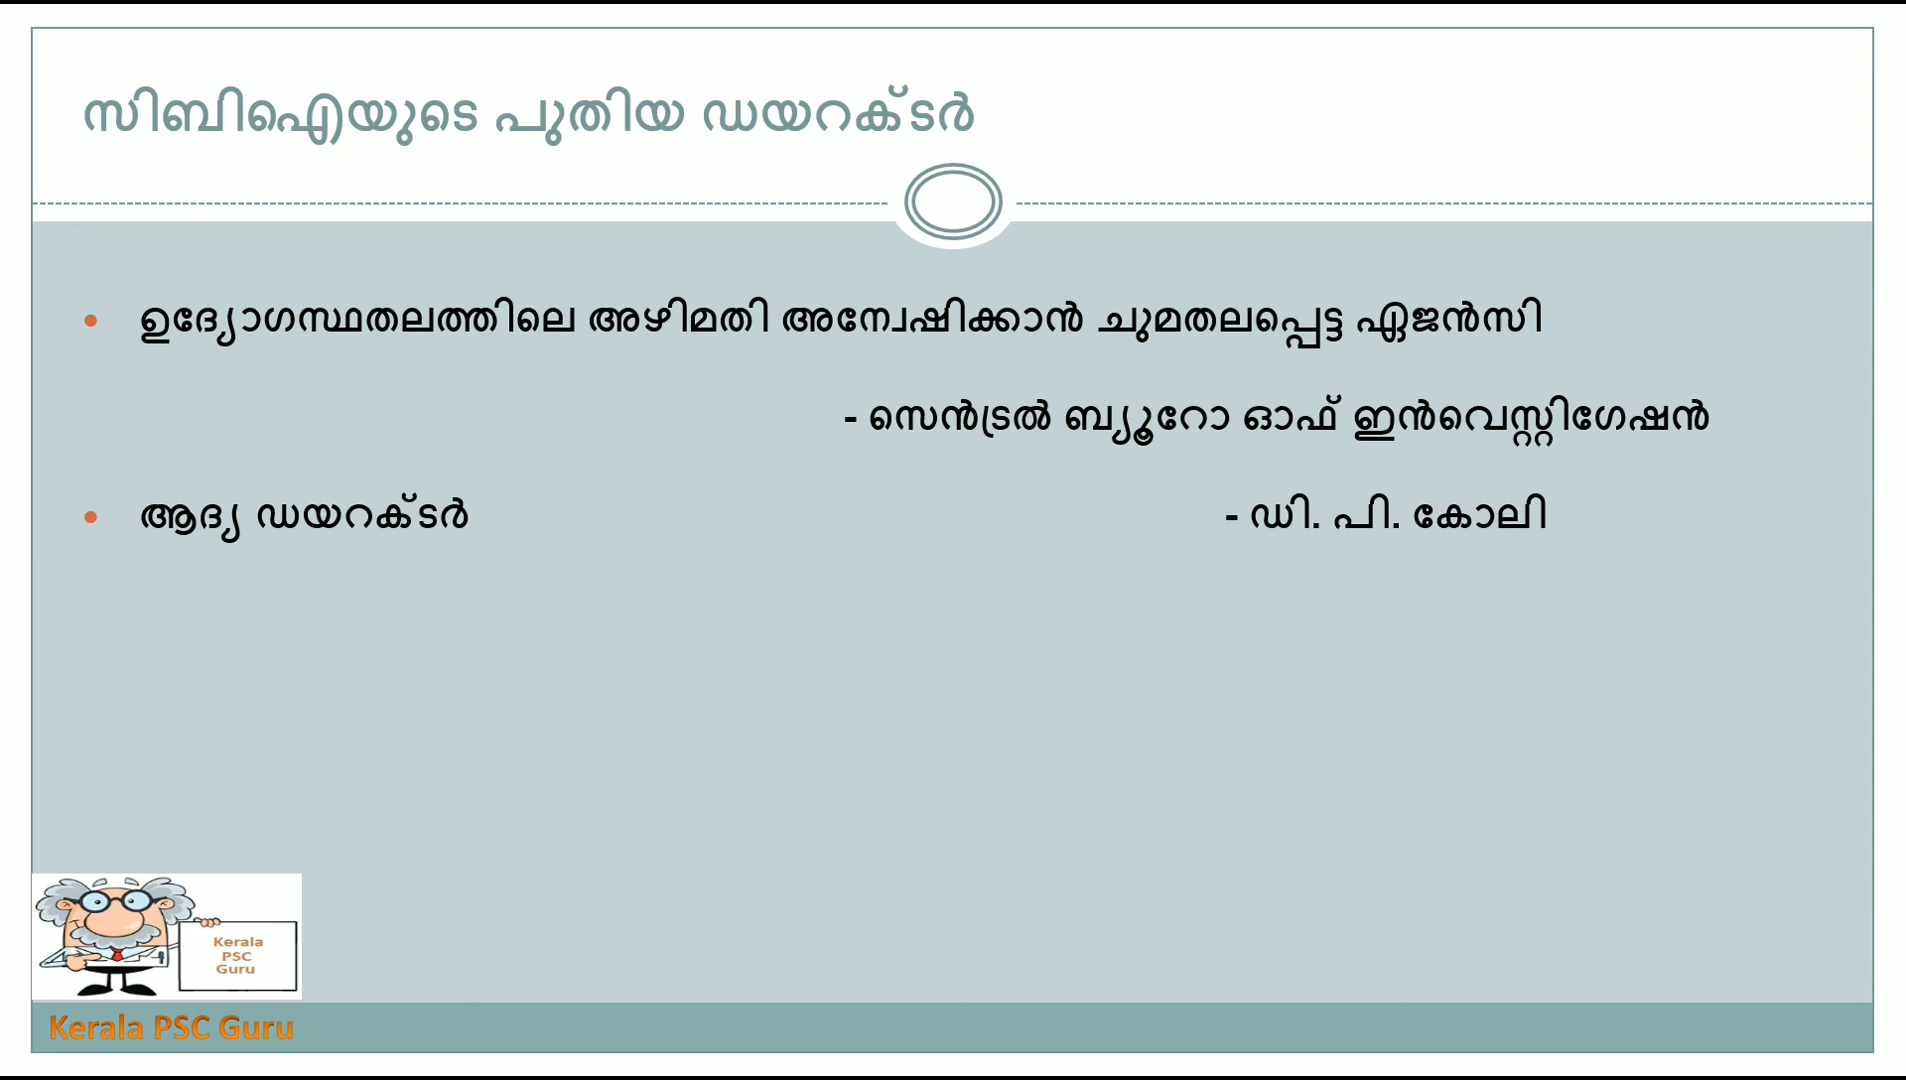 സിബിഐയുടെ പുതിയ ഡയറക്ടർ
• ഉദ്യോഗസ്ഥതലത്തിലെ അഴിമതി അന്വേഷിക്കാൻ ചുമതലപ്പെട്ട ഏജൻസി
- സെൻട്രൽ ബ്യൂറോ ഓഫ് ഇൻവെസ്റ്റിഗേഷൻ
• ആദ്യ ഡയറക്ടർ - ഡി. പി. കോലി
Kerala
PSC
Guru
Kerala PSC Guru